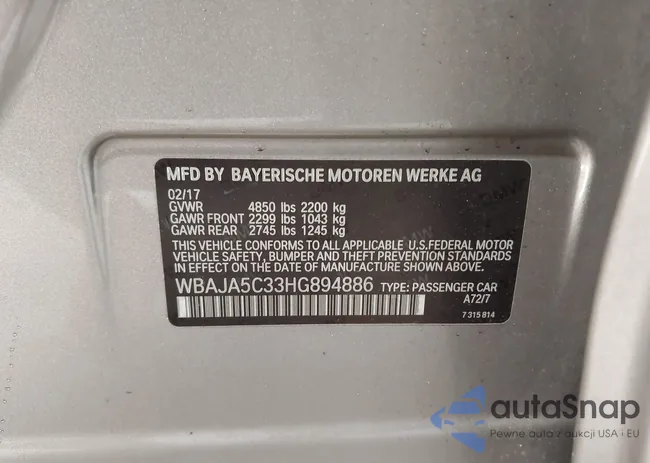 MFD BY BAYERISCHE MOTOREN WERKE AG
02/17
GVWR 4850 lbs 2200 kg
GAWR FRONT 2299 lbs 1043 kg
GAWR REAR 2745 lbs 1245 kg
THIS VEHICLE CONFORMS TO ALL APPLICABLE U.S.FEDERAL MOTOR
VEHICLE SAFETY, BUMPER AND THEFT PREVENTION STANDARDS
IN EFFECT ON THE DATE OF MANUFACTURE SHOWN ABOVE.
WBAJA5C33HG894886 TYPE: PASSENGER CAR
A72/7
7 315 814
autaSnap
Pewne auta z aukcji USA i EU